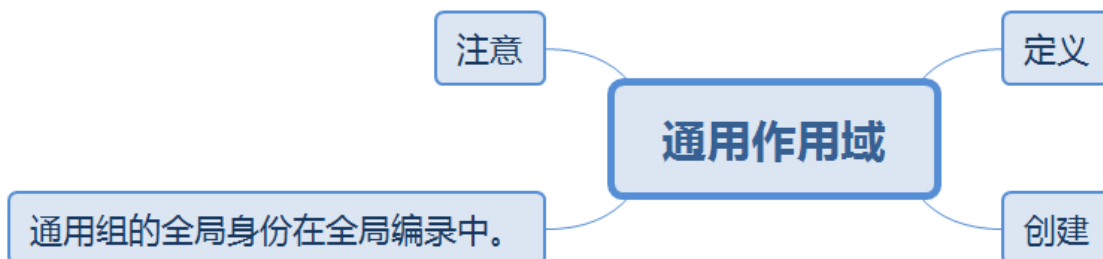 注意
定义
通用作用域
通用组的全局身份在全局编录中。
创建